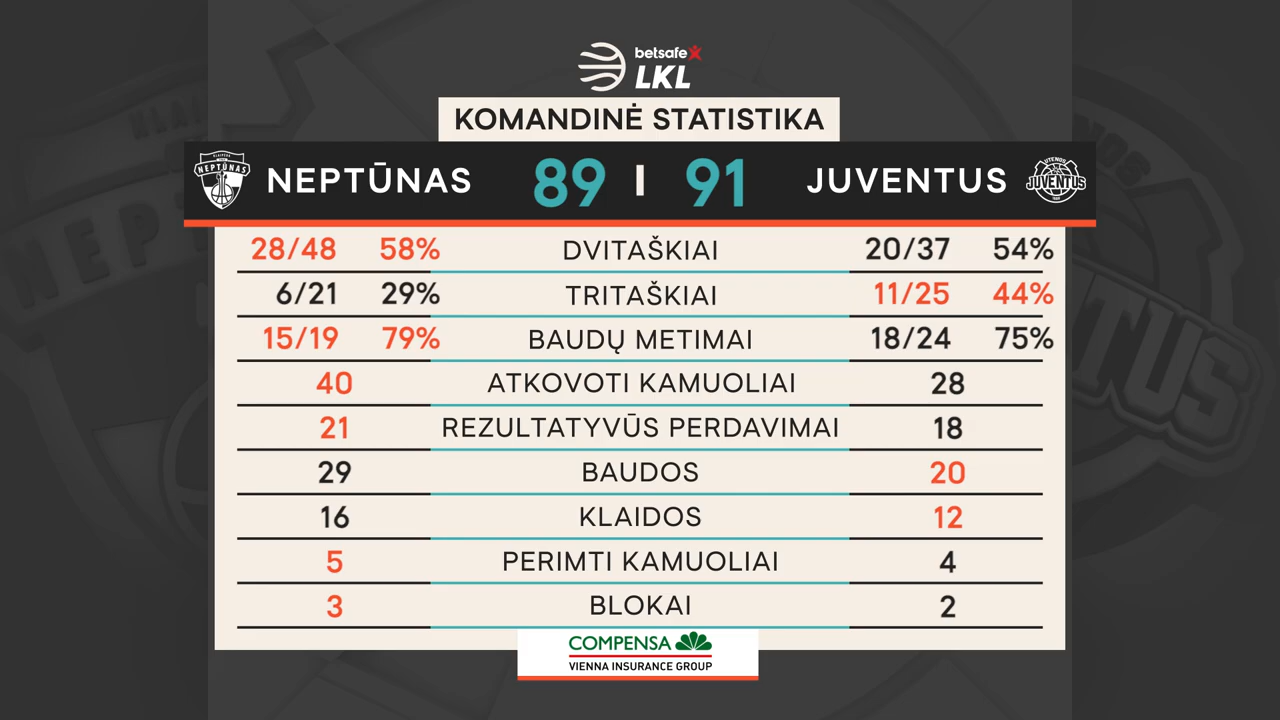 betsafe
LKL
KOMANDINĖ STATISTIKA
NEPTŪNAS 89 | 91 JUVENTUS
28/48 58% DVITAŠKIAI 20/37 54%
6/21 29% TRITAŠKIAI 11/25 44%
15/19 79% BAUDŲ METIMAI 18/24 75%
40 ATKOVOTI KAMUOLIAI 28
21 REZULTATYVŪS PERDAVIMAI 18
29 BAUDOS 20
16 KLAIDOS 12
5 PERIMTI KAMUOLIAI 4
3 BLOKAI 2
COMPENSA
VIENNA INSURANCE GROUP